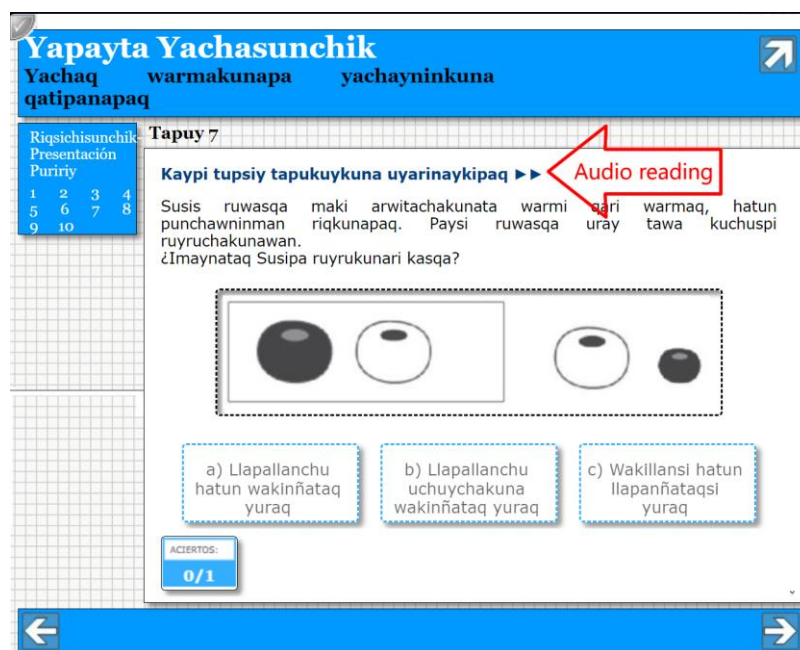 Yapayta Yachasunchik
Yachaq warmakunapa yachayninkuna
qatipanapaq
Riqsichisunchik-
Presentación
Puririy
1 2 3 4
5 6 7 8
9 10
Tapuy 7
Kaypi tupsiy tapukuykuna uyarinaykipaq ►►
Audio reading
Susis ruwasqa maki arwitachakunata warmi qari warmaq, hatun
punchawninman riqkunapaq. Paysi ruwasqa uray tawa kuchuspi
ruyruchakunawan.
¿Imaynataq Susipa ruyrukunari kasqa?
a) Llapallanchu
hatun wakinñataq
yuraq
b) Llapallanchu
uchuychakuna
wakinñataq yuraq
c) Wakillansi hatun
llapanñataqsi
yuraq
ACIERTOS:
0/1